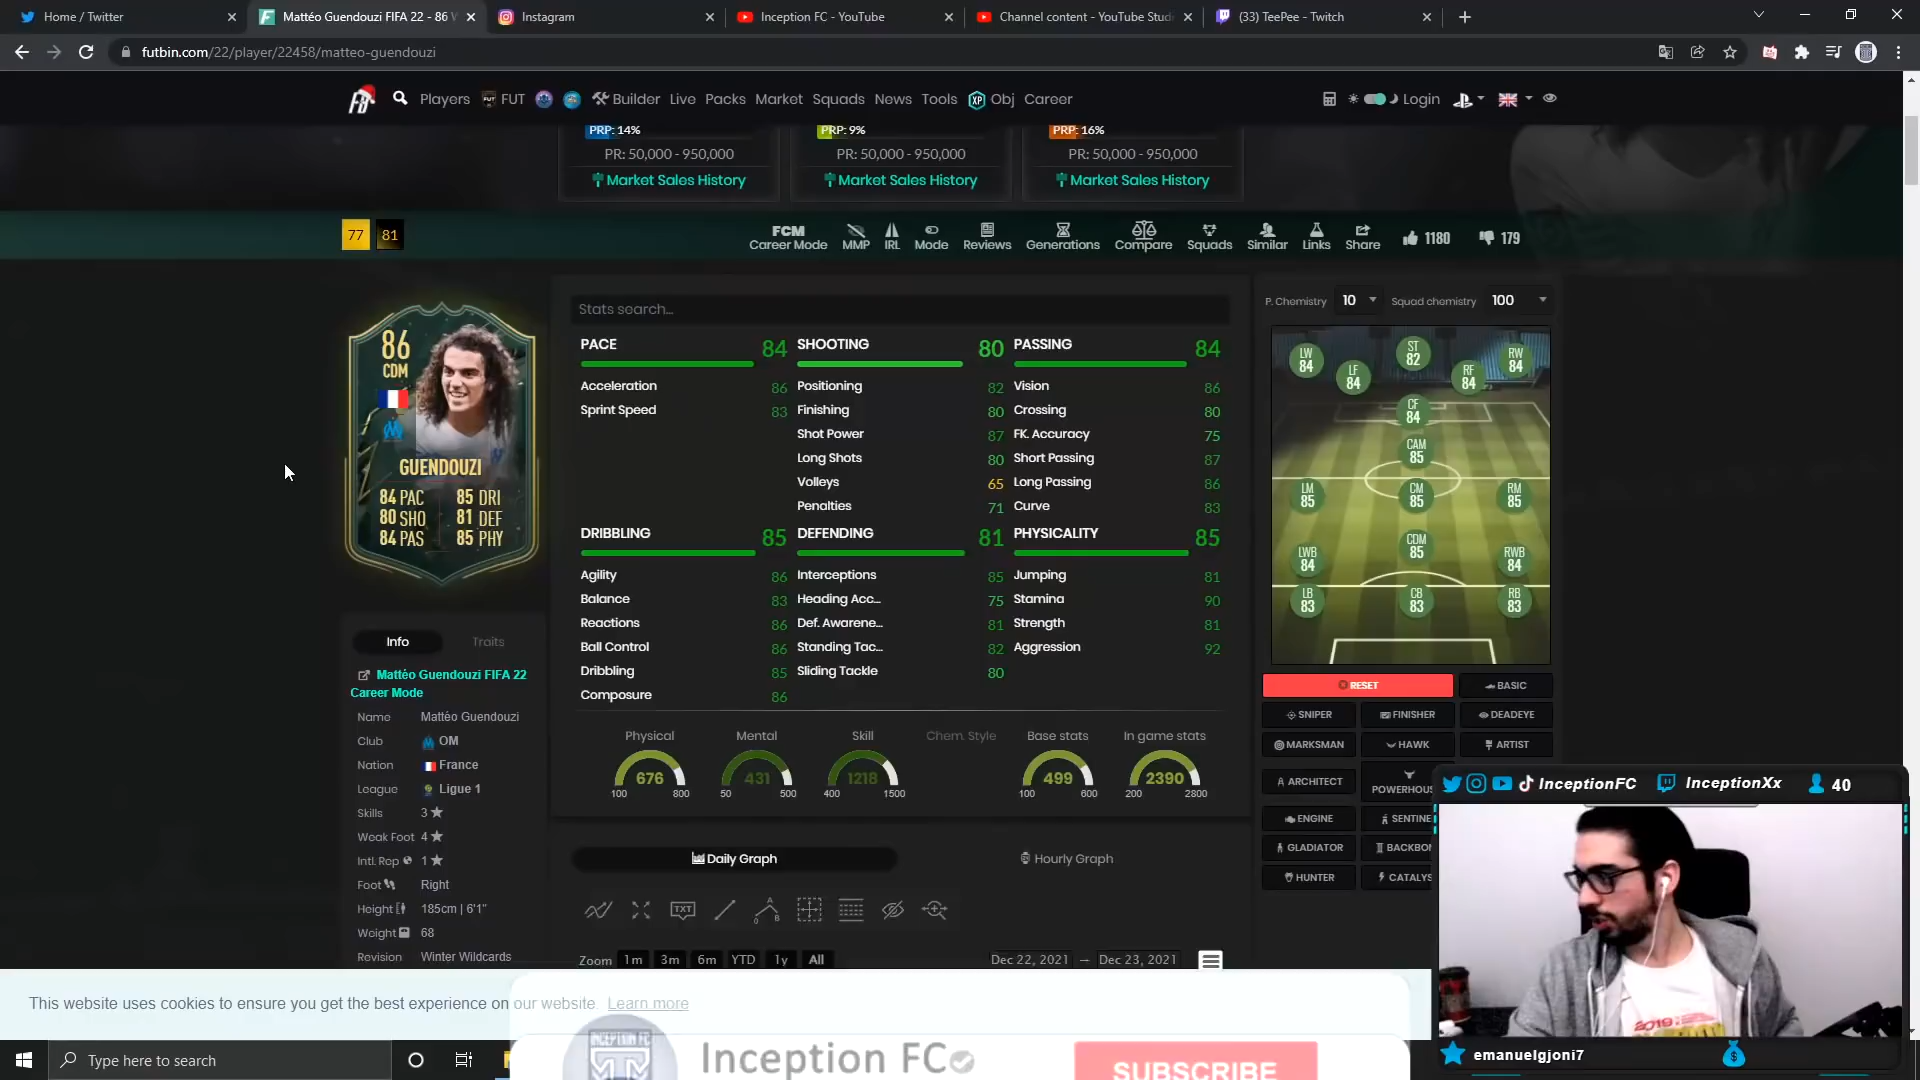 Home / Twitter
Mattéo Guendouzi FIFA 22 - 86 W
Instagram
Inception FC - YouTube
Channel content - YouTube Studi
(33) TeePee - Twitch
futbin.com/22/player/22458/matteo-guendouzi
Players FUT Builder Live Packs Market Squads News Tools XP Obj Career Login
PRP: 14% PRP: 9% PRP: 16%
PR: 50,000 - 950,000 PR: 50,000 - 950,000 PR: 50,000 - 950,000
Market Sales History Market Sales History Market Sales History
77 81
FCM Career Mode MMP IRL Mode Reviews Generations Compare Squads Similar Links Share 1180 179
86
CDM
GUENDOUZI
84 PAC 85 DRI
80 SHO 81 DEF
84 PAS 85 PHY
Stats search...
PACE 84 SHOOTING 80 PASSING 84
Acceleration 86 Positioning 82 Vision 86
Sprint Speed 83 Finishing 80 Crossing 80
Shot Power 87 FK. Accuracy 75
Long Shots 80 Short Passing 87
Volleys 65 Long Passing 86
Penalties 71 Curve 83
DRIBBLING 85 DEFENDING 81 PHYSICALITY 85
Agility 86 Interceptions 85 Jumping 81
Balance 83 Heading Acc... 75 Stamina 90
Reactions 86 Def. Awarene... 81 Strength 81
Ball Control 86 Standing Tac... 82 Aggression 92
Dribbling 85 Sliding Tackle 80
Composure 86
Physical Mental Skill Chem. Style Base stats In game stats
676 431 1218 499 2390
100 800 50 500 400 1500 100 600 200 2800
P. Chemistry 10 Squad chemistry 100
LW 84 ST 82 RW 84
LF 84 RF 84
CF 84
CAM 85
LM 85 CM 85 RM 85
LWB 84 CDM 85 RWB 84
LB 83 CB 83 RB 83
RESET BASIC
SNIPER FINISHER DEADEYE
MARKSMAN HAWK ARTIST
ARCHITECT POWERHOUS
ENGINE SENTINE
GLADIATOR BACKBO
HUNTER CATALYS
Info Traits
Mattéo Guendouzi FIFA 22
Career Mode
Name Mattéo Guendouzi
Club OM
Nation France
League Ligue 1
Skills 3
Weak Foot 4
Intl. Rep 1
Foot Right
Height 185cm | 6'1"
Weight 68
Revision Winter Wildcards
Daily Graph Hourly Graph
TXT
Zoom 1m 3m 6m YTD 1y All Dec 22, 2021 → Dec 23, 2021
InceptionFC InceptionXx 40
2019
emanuelgjoni7
This website uses cookies to ensure you get the best experience on our website. Learn more
Inception FC
SUBSCRIBE
Type here to search